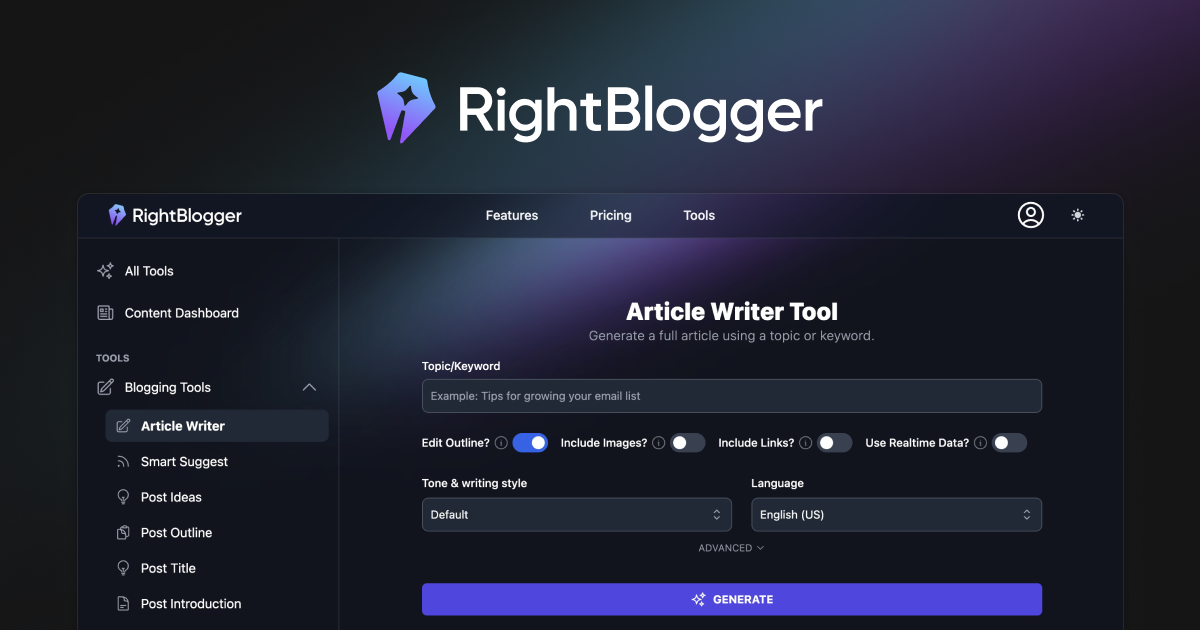 RightBlogger
RightBlogger
Features
Pricing
Tools
All Tools
Content Dashboard
TOOLS
Blogging Tools
Article Writer
Smart Suggest
Post Ideas
Post Outline
Post Title
Post Introduction
Article Writer Tool
Generate a full article using a topic or keyword.
Topic/Keyword
Example: Tips for growing your email list
Edit Outline?
Include Images?
Include Links?
Use Realtime Data?
Tone & writing style
Default
Language
English (US)
ADVANCED
GENERATE